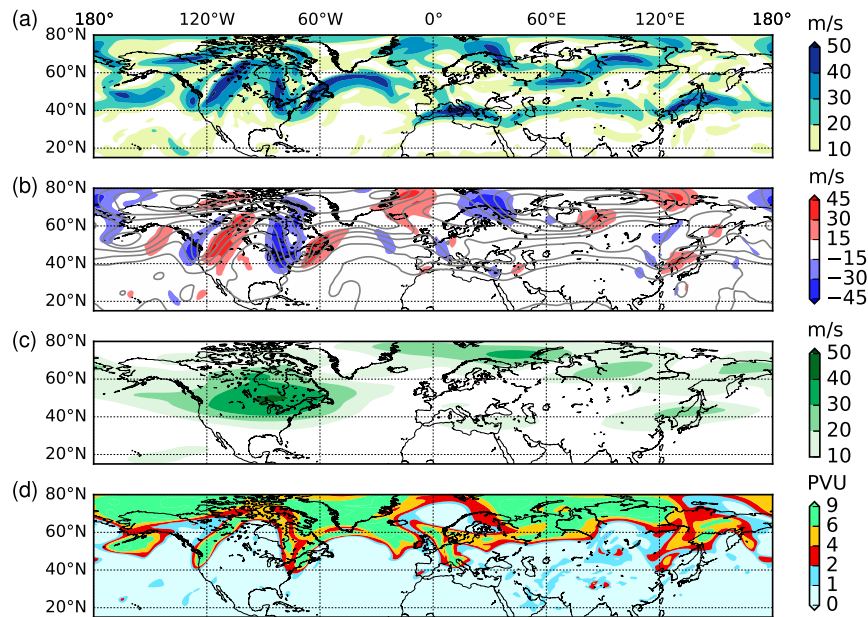 180° 120°W 60°W 0° 60°E 120°E 180°
(a) 80°N 60°N 40°N 20°N
m/s 50 40 30 20 10
(b) 80°N 60°N 40°N 20°N
m/s 45 30 15 −15 −30 −45
(c) 80°N 60°N 40°N 20°N
m/s 50 40 30 20 10
(d) 80°N 60°N 40°N 20°N
PVU 9 6 4 2 1 0